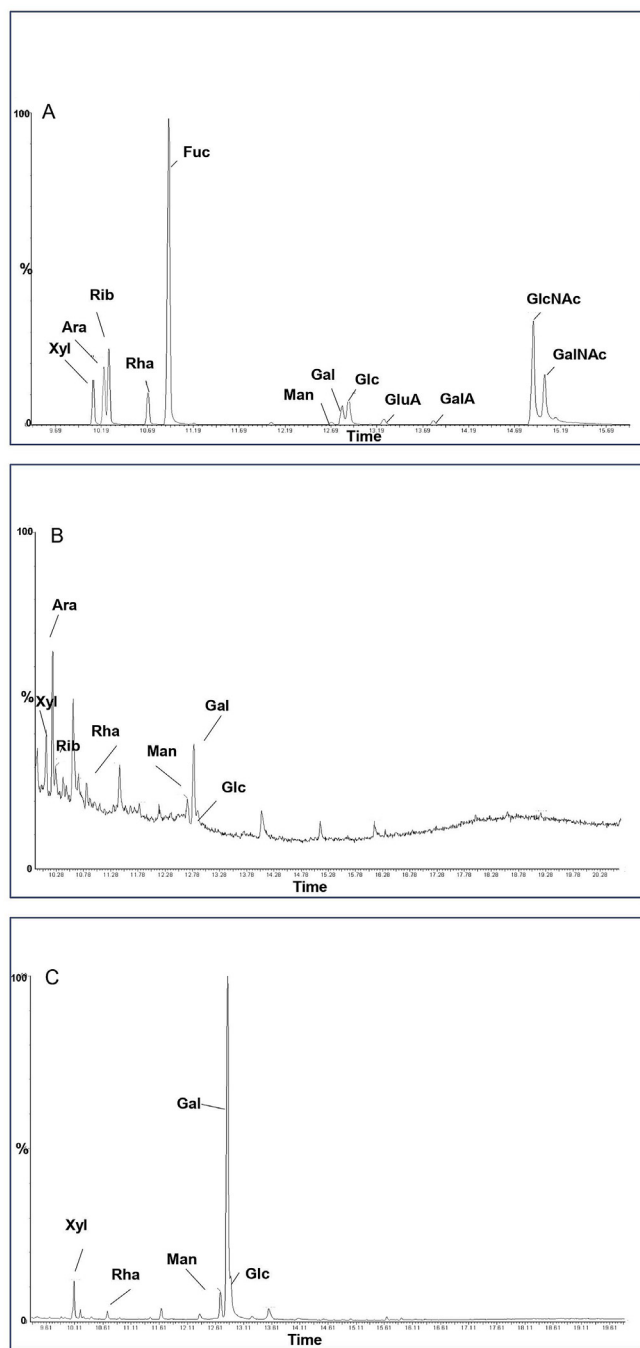 A
100
Fuc
%
Rib
Ara
Xyl
Rha
GlcNAc
GalNAc
Gal
Glc
Man
GluA
GalA
0
9.69 10.19 10.69 11.19 11.69 12.19 12.69 13.19 13.69 14.19 14.69 15.19 15.69
Time
B
100
Ara
%
Xyl
Rib
Rha
Man
Gal
Glc
0
10.28 10.78 11.28 11.78 12.28 12.78 13.28 13.78 14.28 14.78 15.28 15.78 16.28 16.78 17.28 17.78 18.28 18.78 19.28 19.78 20.28
Time
C
100
Gal
%
Xyl
Rha
Man
Glc
0
9.61 10.11 10.61 11.11 11.61 12.11 12.61 13.11 13.61 14.11 14.61 15.11 15.61 16.11 16.61 17.11 17.61 18.11 18.61 19.11 19.61
Time